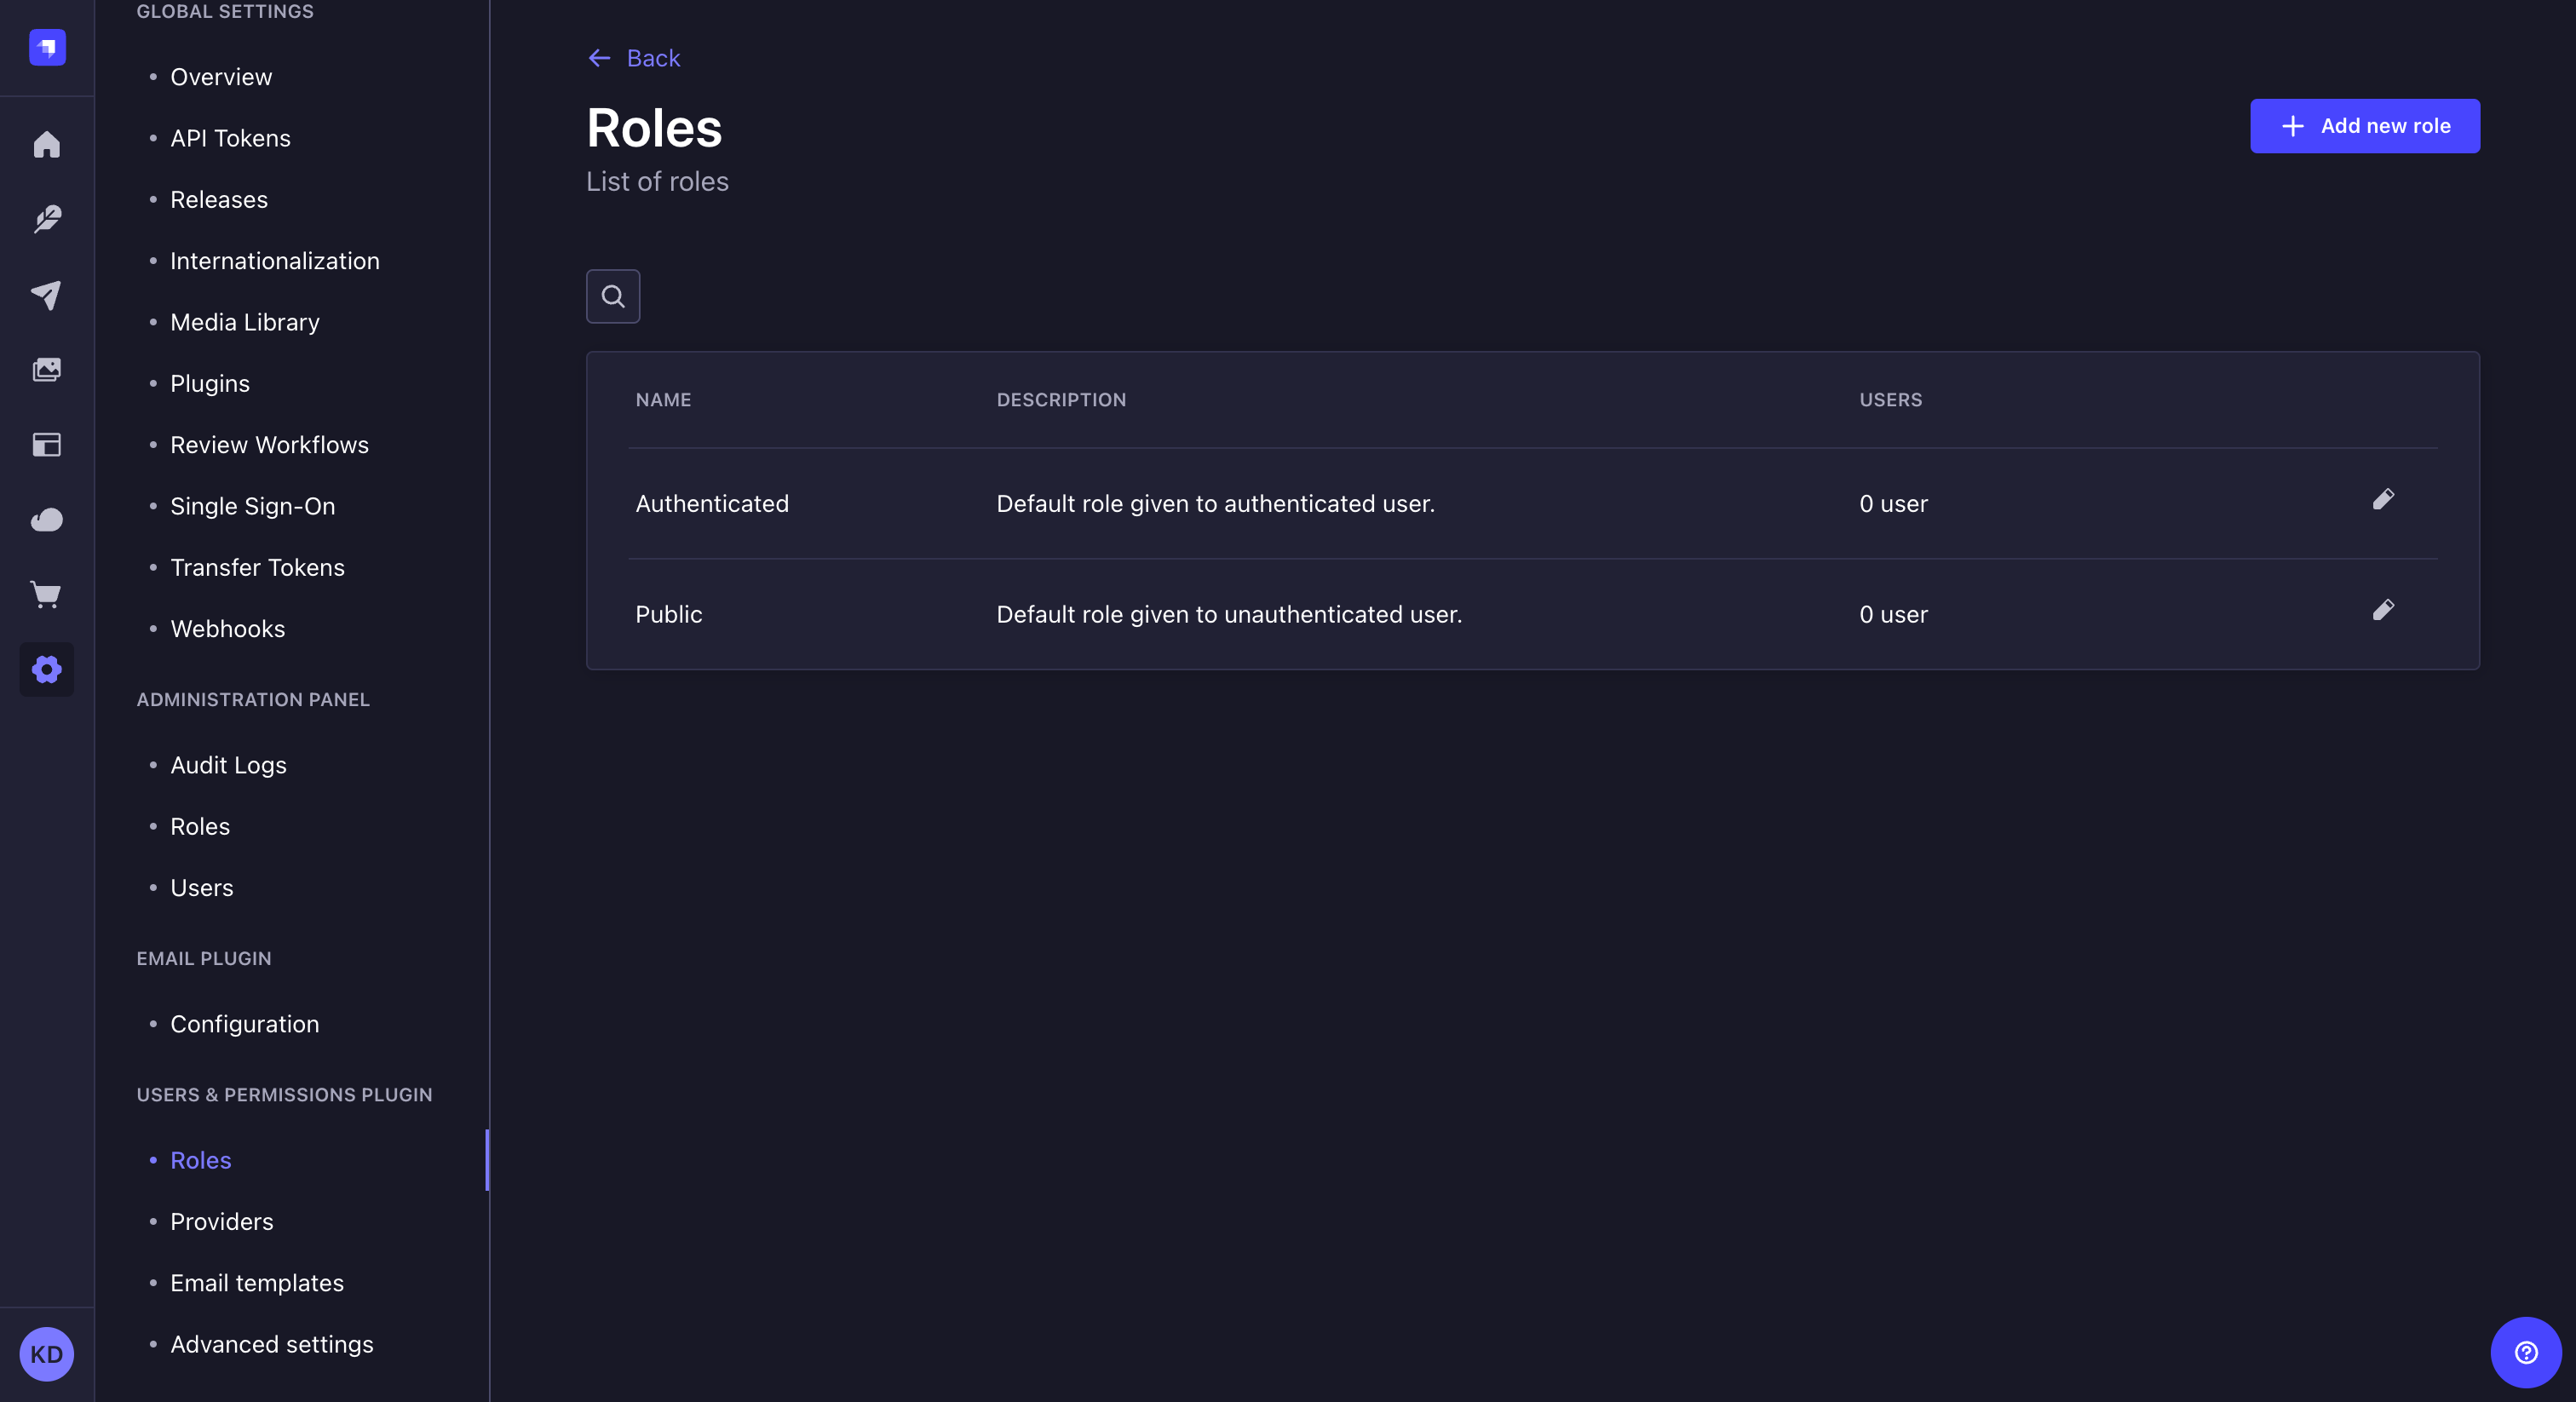 GLOBAL SETTINGS
Overview
API Tokens
Releases
Internationalization
Media Library
Plugins
Review Workflows
Single Sign-On
Transfer Tokens
Webhooks
ADMINISTRATION PANEL
Audit Logs
Roles
Users
EMAIL PLUGIN
Configuration
USERS & PERMISSIONS PLUGIN
Roles
Providers
Email templates
Advanced settings
KD
Back
Roles
Add new role
List of roles
NAME DESCRIPTION USERS
Authenticated Default role given to authenticated user. 0 user
Public Default role given to unauthenticated user. 0 user